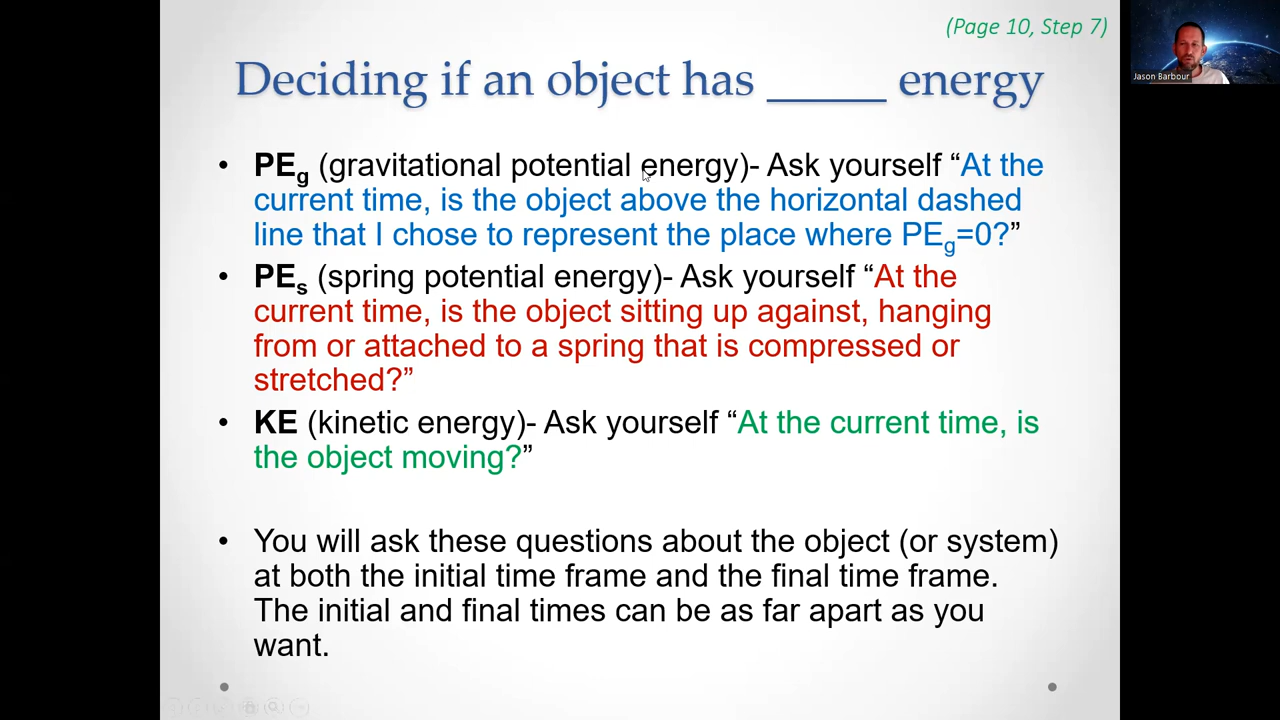 (Page 10, Step 7)
Jason Barbour
Deciding if an object has _____ energy
• PEg (gravitational potential energy)- Ask yourself “At the
current time, is the object above the horizontal dashed
line that I chose to represent the place where PEg=0?”
• PEs (spring potential energy)- Ask yourself “At the
current time, is the object sitting up against, hanging
from or attached to a spring that is compressed or
stretched?”
• KE (kinetic energy)- Ask yourself “At the current time, is
the object moving?”
• You will ask these questions about the object (or system)
at both the initial time frame and the final time frame.
The initial and final times can be as far apart as you
want.